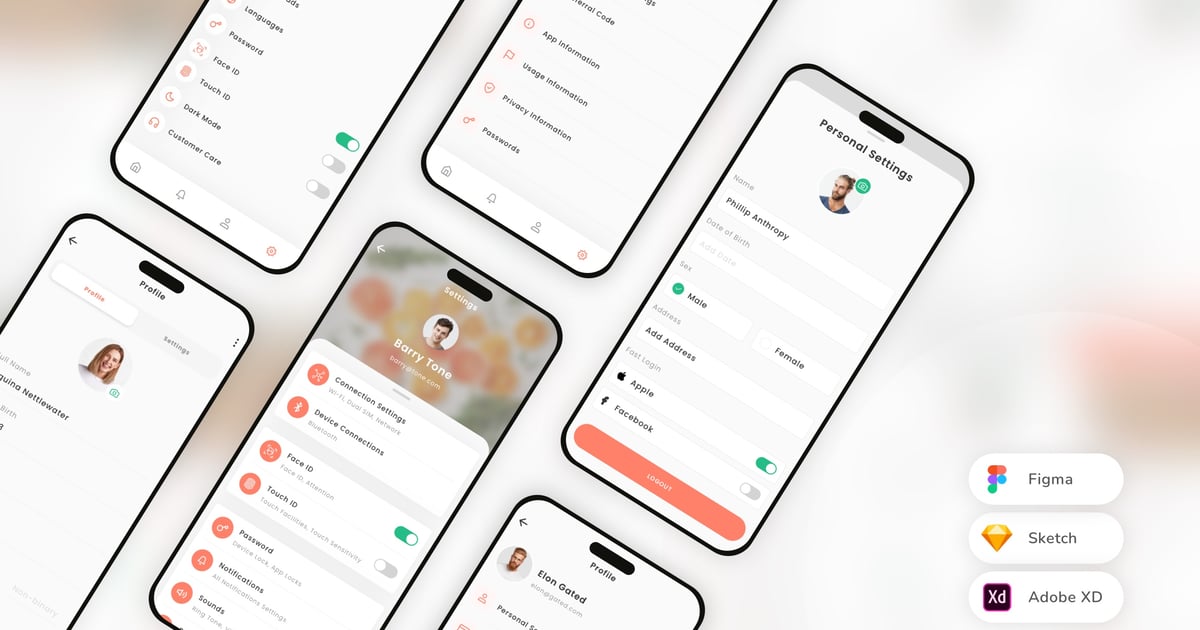 Languages
Password
Face ID
Touch ID
Dark Mode
Customer Care
Code
App Information
Usage Information
Privacy Information
Passwords
Personal Settings
Name
Phillip Anthropy
Date of Birth
Add Date
Sex
Male
Female
Address
Add Address
Fast Login
Apple
Facebook
LOGOUT
Profile
Profile
Settings
Name
Nettlewater
Birth
Non-binary
Settings
Barry Tone
barry@tone.com
Connection Settings
Wi-Fi, Dual SIM, Network
Device Connections
Bluetooth
Face ID
Face ID, Attention
Touch ID
Touch Facilities, Touch Sensitivity
Password
Device Lock, App Locks
Notifications
All Notifications Settings
Sounds
Ring Tone,
Profile
Elon Gated
elon@gated.com
Personal
Figma
Sketch
Xd Adobe XD